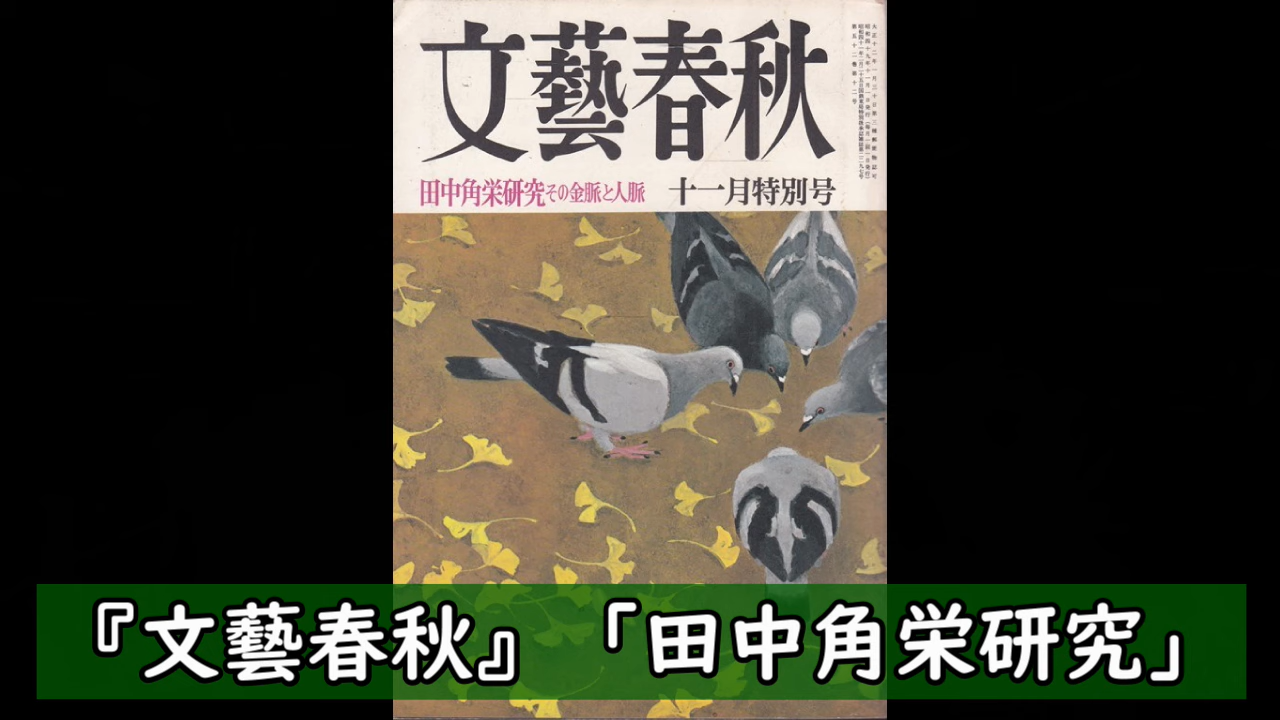 文藝春秋
田中角栄研究その金脈と人脈 十一月特別号
『文藝春秋』「田中角栄研究」